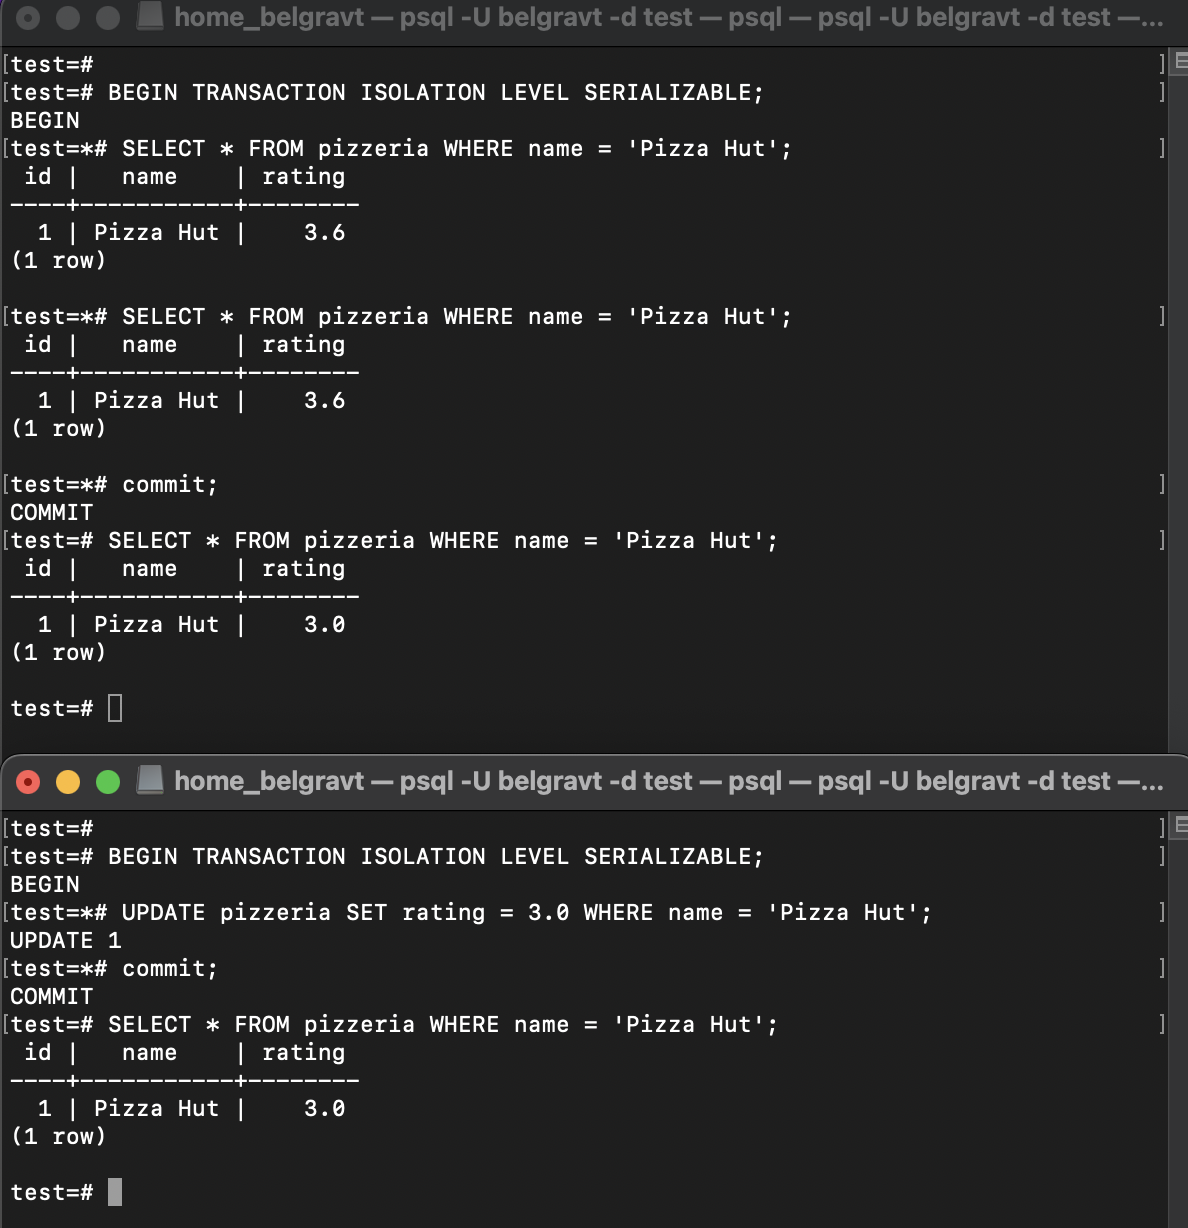 home_belgravt — psql -U belgravt -d test — psql — psql -U belgravt -d test —...
[test=# ]
[test=# BEGIN TRANSACTION ISOLATION LEVEL SERIALIZABLE; ]
BEGIN
[test=*# SELECT * FROM pizzeria WHERE name = 'Pizza Hut'; ]
 id |   name    | rating
----+-----------+--------
  1 | Pizza Hut |    3.6
(1 row)
[test=*# SELECT * FROM pizzeria WHERE name = 'Pizza Hut'; ]
 id |   name    | rating
----+-----------+--------
  1 | Pizza Hut |    3.6
(1 row)
[test=*# commit; ]
COMMIT
[test=# SELECT * FROM pizzeria WHERE name = 'Pizza Hut'; ]
 id |   name    | rating
----+-----------+--------
  1 | Pizza Hut |    3.0
(1 row)
test=#
home_belgravt — psql -U belgravt -d test — psql — psql -U belgravt -d test —...
[test=# ]
[test=# BEGIN TRANSACTION ISOLATION LEVEL SERIALIZABLE; ]
BEGIN
[test=*# UPDATE pizzeria SET rating = 3.0 WHERE name = 'Pizza Hut'; ]
UPDATE 1
[test=*# commit; ]
COMMIT
[test=# SELECT * FROM pizzeria WHERE name = 'Pizza Hut'; ]
 id |   name    | rating
----+-----------+--------
  1 | Pizza Hut |    3.0
(1 row)
test=#